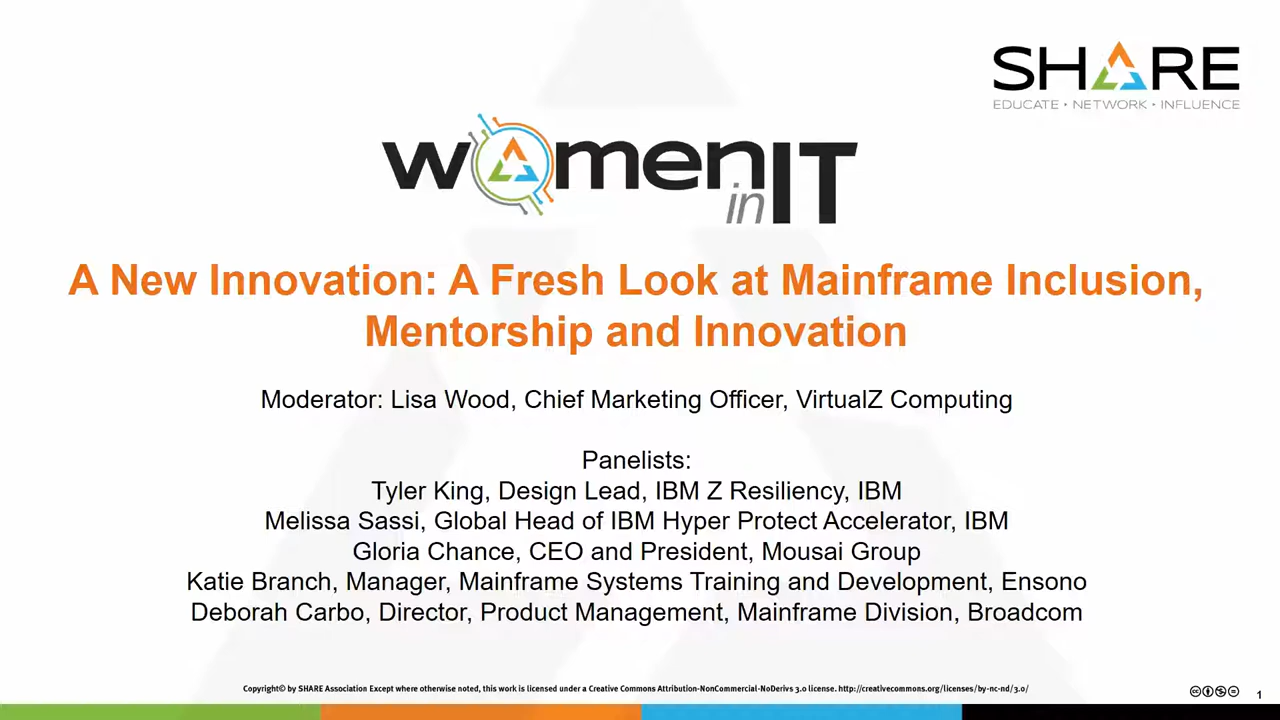 SHARE
EDUCATE • NETWORK • INFLUENCE
women in IT
A New Innovation: A Fresh Look at Mainframe Inclusion,
Mentorship and Innovation
Moderator: Lisa Wood, Chief Marketing Officer, VirtualZ Computing
Panelists:
Tyler King, Design Lead, IBM Z Resiliency, IBM
Melissa Sassi, Global Head of IBM Hyper Protect Accelerator, IBM
Gloria Chance, CEO and President, Mousai Group
Katie Branch, Manager, Mainframe Systems Training and Development, Ensono
Deborah Carbo, Director, Product Management, Mainframe Division, Broadcom
Copyright© by SHARE Association Except where otherwise noted, this work is licensed under a Creative Commons Attribution-NonCommercial-NoDerivs 3.0 license. http://creativecommons.org/licenses/by-nc-nd/3.0/
1